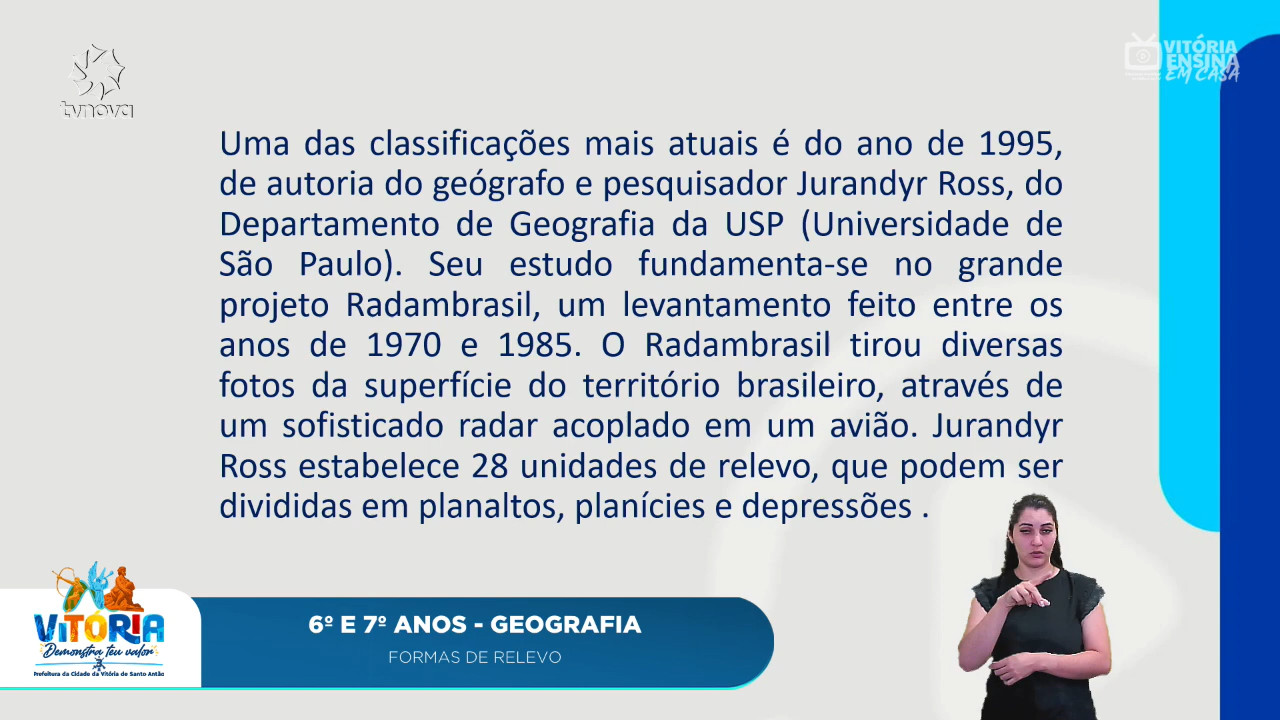 tvnova
VITÓRIA
ENSINA
EM CASA
Uma das classificações mais atuais é do ano de 1995,
de autoria do geógrafo e pesquisador Jurandyr Ross, do
Departamento de Geografia da USP (Universidade de
São Paulo). Seu estudo fundamenta-se no grande
projeto Radambrasil, um levantamento feito entre os
anos de 1970 e 1985. O Radambrasil tirou diversas
fotos da superfície do território brasileiro, através de
um sofisticado radar acoplado em um avião. Jurandyr
Ross estabelece 28 unidades de relevo, que podem ser
divididas em planaltos, planícies e depressões .
VITÓRIA
Demonstra teu valor
Prefeitura da Cidade da Vitória de Santo Antão
6º E 7º ANOS - GEOGRAFIA
FORMAS DE RELEVO